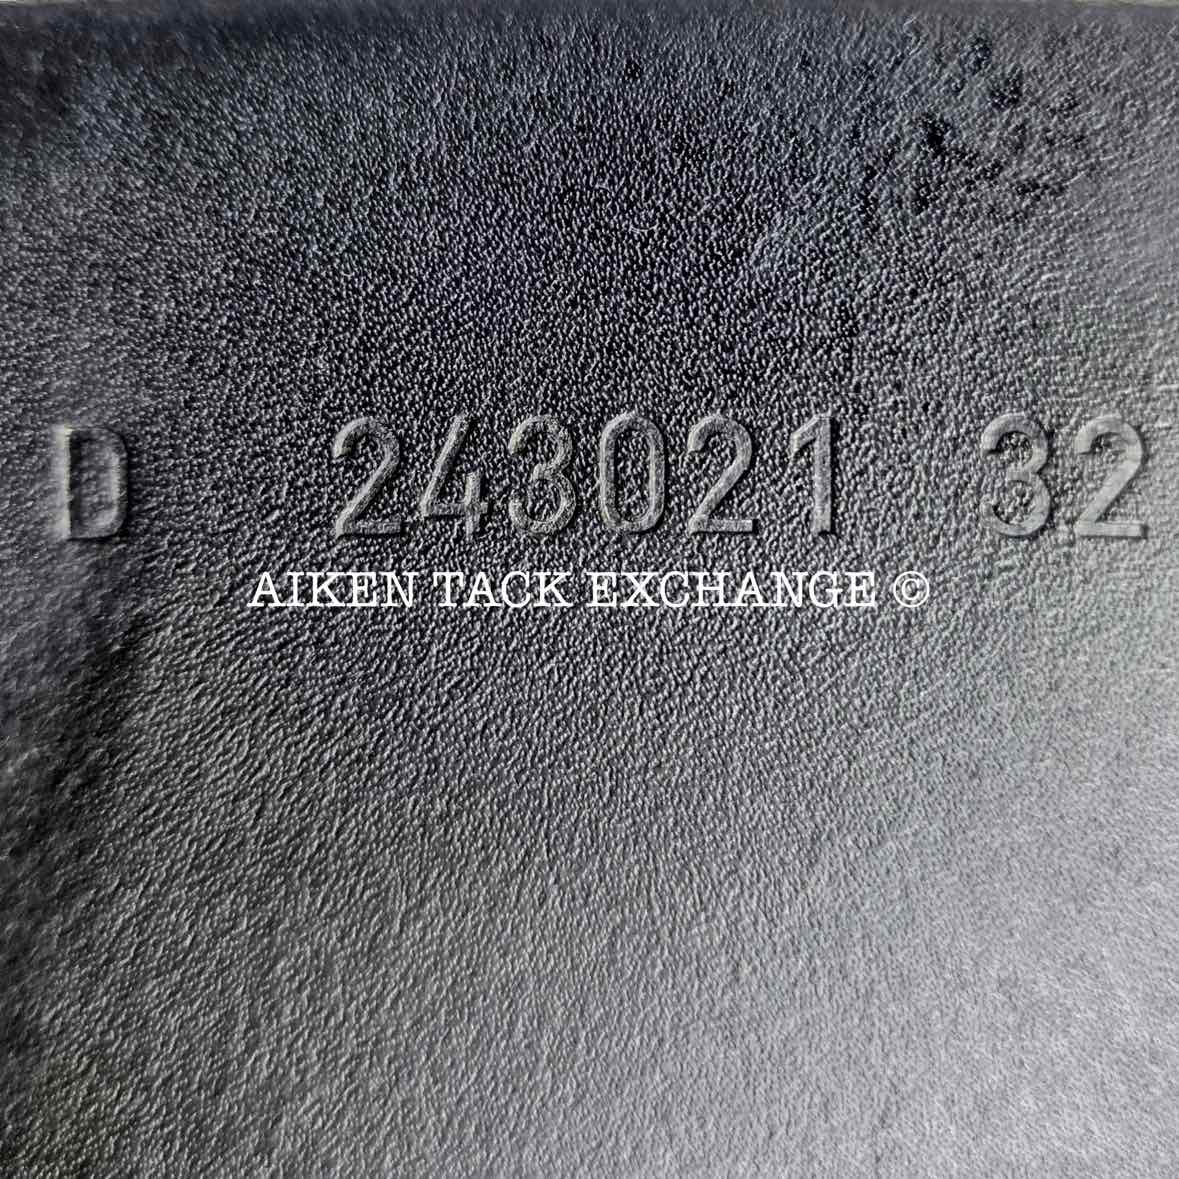 D 243021 32
AIKEN TACK EXCHANGE ©